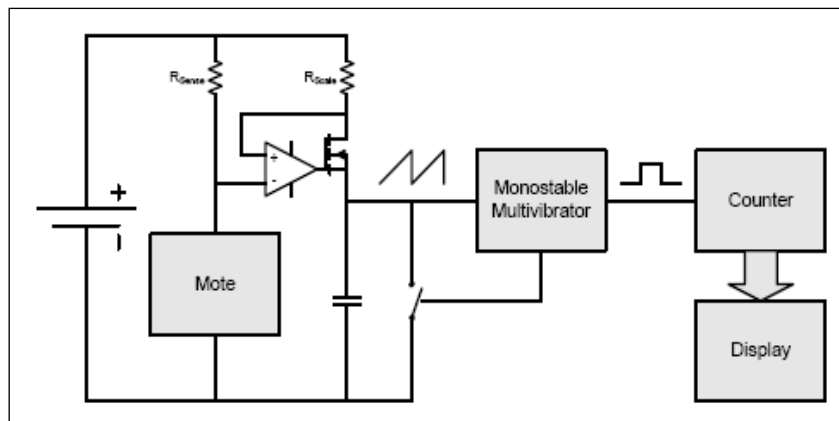 RSense
RScale
+
-
+
Monostable
Multivibrator
Counter
Mote
Display